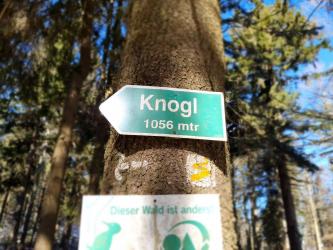 Knogl
1056 mtr
Dieser Wald ist anders